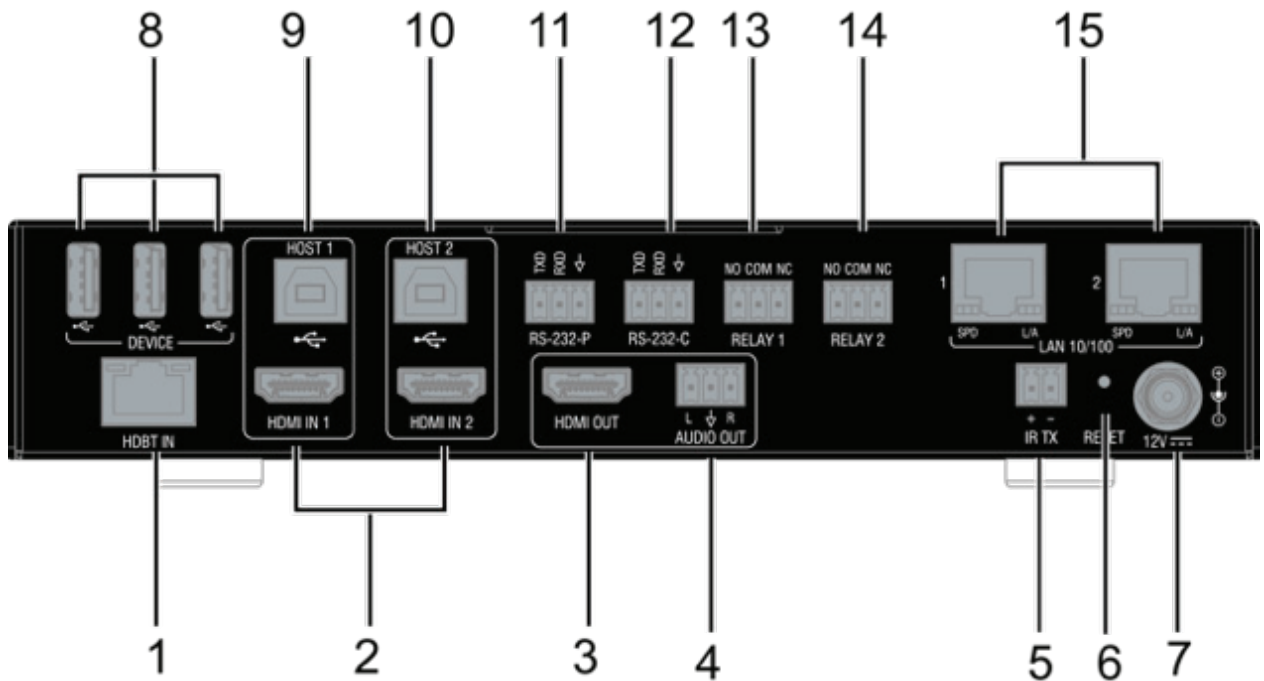 8 9 10 11 12 13 14 15
HOST 1
HOST 2
TXD RXD
TXD RXD
NO COM NC
NO COM NC
1
2
DEVICE
RS-232-P
RS-232-C
RELAY 1
RELAY 2
SPD L/A
SPD L/A
LAN 10/100
HDBT IN
HDMI IN 1
HDMI IN 2
HDMI OUT
L R
AUDIO OUT
+ −
IR TX
RESET
12V
+
−
1 2 3 4 5 6 7